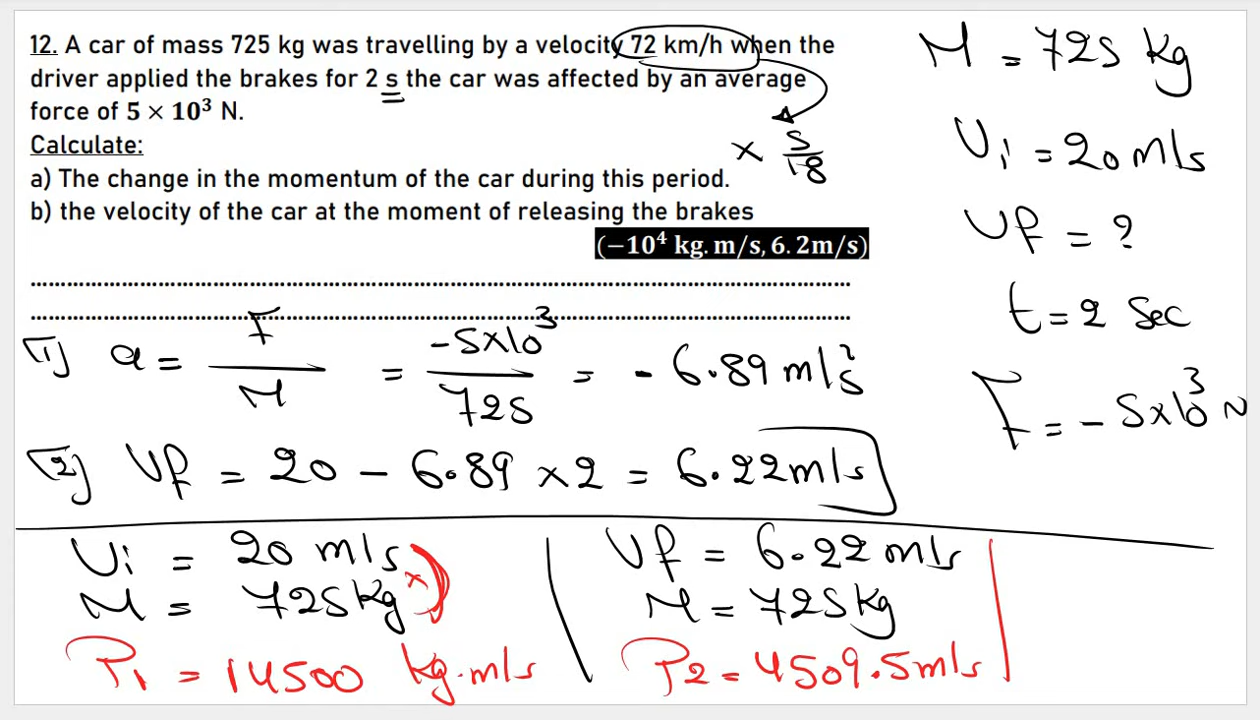 12. A car of mass 725 kg was travelling by a velocity 72 km/h when the
driver applied the brakes for 2 s the car was affected by an average
force of 5 × 10³ N.
Calculate:
a) The change in the momentum of the car during this period.
b) the velocity of the car at the moment of releasing the brakes
(−10⁴ kg. m/s, 6. 2m/s)
× 5/18
M = 725 kg
Vi = 20 m/s
Vf = ?
t = 2 Sec
F = - 5×10³ N
1) a = F/M = -5×10³/725 = - 6.89 m/s²
2) Vf = 20 - 6.89 × 2 = 6.22 m/s
Vi = 20 m/s
M = 725 kg
×
P1 = 14500 kg.m/s
Vf = 6.22 m/s
M = 725 kg
P2 = 4509.5 m/s